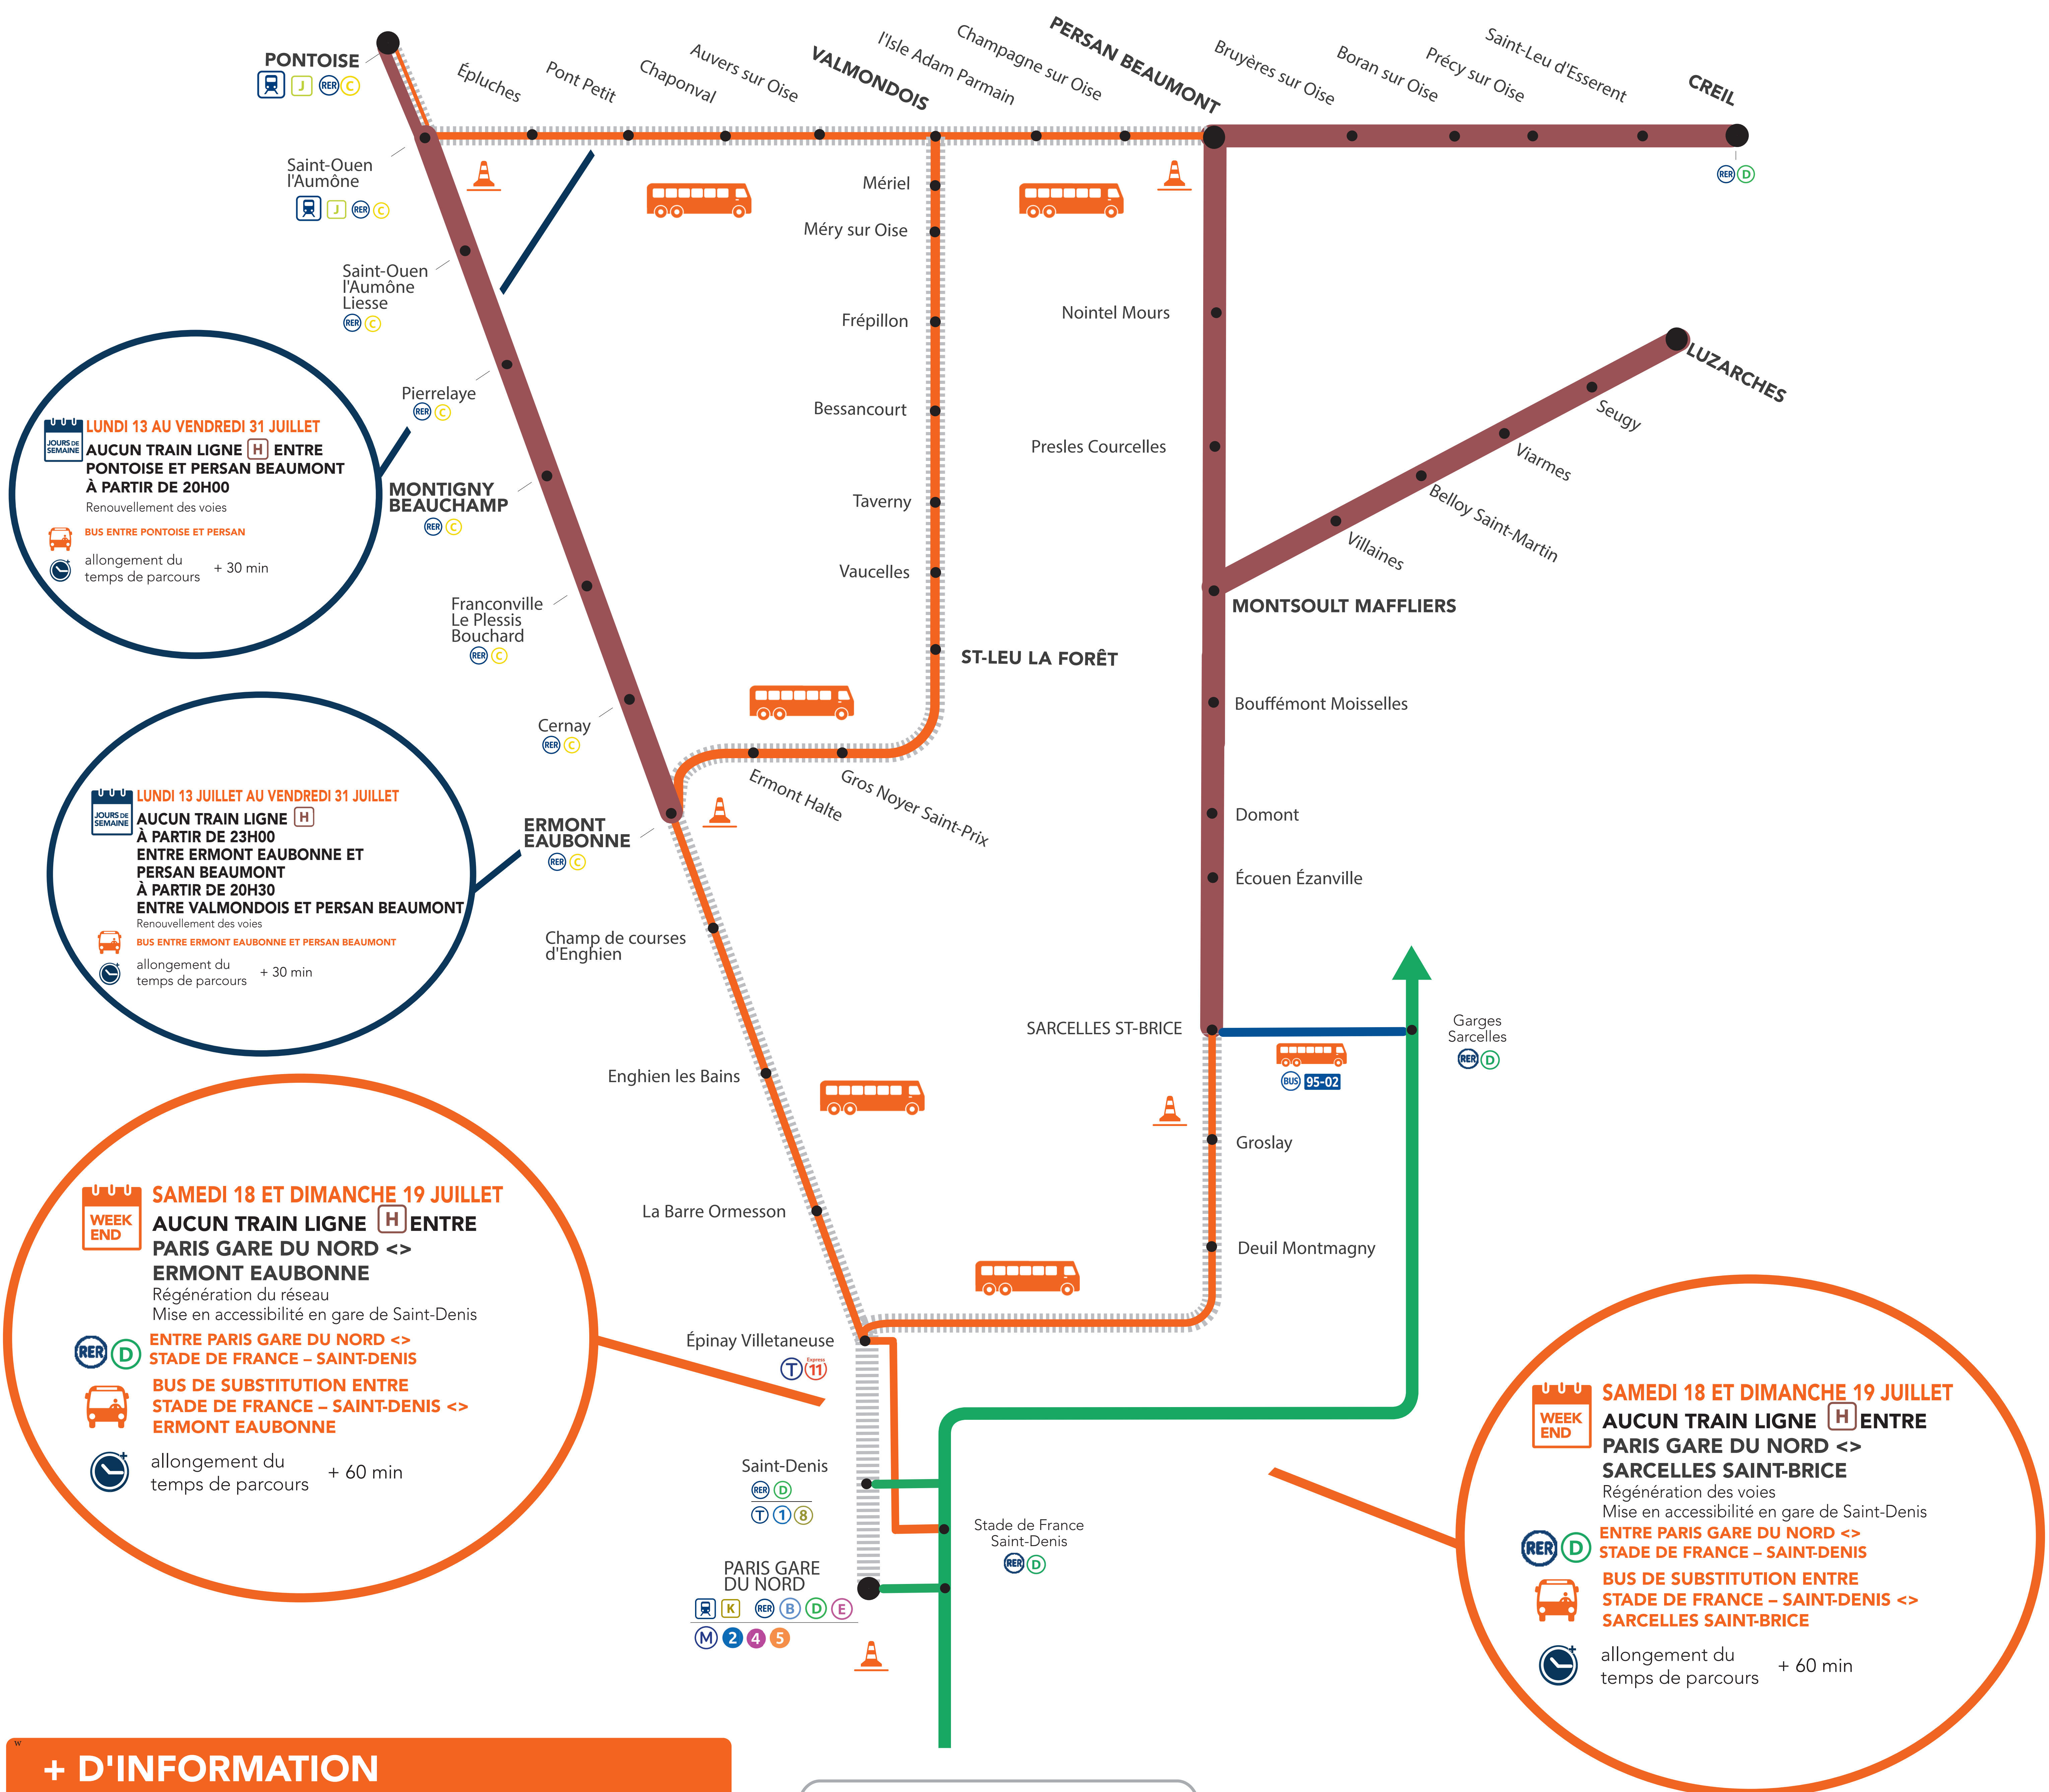 PONTOISE
J RER C
Épluches
Pont Petit
Chaponval
Auvers sur Oise
VALMONDOIS
l'Isle Adam Parmain
Champagne sur Oise
PERSAN BEAUMONT
Bruyères sur Oise
Boran sur Oise
Précy sur Oise
Saint-Leu d'Esserent
CREIL
RER D
Saint-Ouen
l'Aumône
J RER C
Saint-Ouen
l'Aumône
Liesse
RER C
Pierrelaye
RER C
MONTIGNY
BEAUCHAMP
RER C
Franconville
Le Plessis
Bouchard
RER C
Cernay
RER C
ERMONT
EAUBONNE
RER C
Mériel
Méry sur Oise
Frépillon
Bessancourt
Taverny
Vaucelles
ST-LEU LA FORÊT
Ermont Halte
Gros Noyer Saint-Prix
Nointel Mours
Presles Courcelles
LUZARCHES
Seugy
Viarmes
Belloy Saint-Martin
Villaines
MONTSOULT MAFFLIERS
Bouffémont Moisselles
Domont
Écouen Ézanville
SARCELLES ST-BRICE
BUS 95-02
Garges
Sarcelles
RER D
Groslay
Deuil Montmagny
Champ de courses
d'Enghien
Enghien les Bains
La Barre Ormesson
Épinay Villetaneuse
T Express 11
Saint-Denis
RER D
T 1 8
Stade de France
Saint-Denis
RER D
PARIS GARE
DU NORD
K RER B D E
M 2 4 5
JOURS DE
SEMAINE
LUNDI 13 AU VENDREDI 31 JUILLET
AUCUN TRAIN LIGNE H ENTRE
PONTOISE ET PERSAN BEAUMONT
À PARTIR DE 20H00
Renouvellement des voies
BUS ENTRE PONTOISE ET PERSAN
allongement du
temps de parcours + 30 min
JOURS DE
SEMAINE
LUNDI 13 JUILLET AU VENDREDI 31 JUILLET
AUCUN TRAIN LIGNE H
À PARTIR DE 23H00
ENTRE ERMONT EAUBONNE ET
PERSAN BEAUMONT
À PARTIR DE 20H30
ENTRE VALMONDOIS ET PERSAN BEAUMONT
Renouvellement des voies
BUS ENTRE ERMONT EAUBONNE ET PERSAN BEAUMONT
allongement du
temps de parcours + 30 min
WEEK
END
SAMEDI 18 ET DIMANCHE 19 JUILLET
AUCUN TRAIN LIGNE H ENTRE
PARIS GARE DU NORD <>
ERMONT EAUBONNE
Régénération du réseau
Mise en accessibilité en gare de Saint-Denis
RER D
ENTRE PARIS GARE DU NORD <>
STADE DE FRANCE – SAINT-DENIS
BUS DE SUBSTITUTION ENTRE
STADE DE FRANCE – SAINT-DENIS <>
ERMONT EAUBONNE
allongement du
temps de parcours + 60 min
WEEK
END
SAMEDI 18 ET DIMANCHE 19 JUILLET
AUCUN TRAIN LIGNE H ENTRE
PARIS GARE DU NORD <>
SARCELLES SAINT-BRICE
Régénération des voies
Mise en accessibilité en gare de Saint-Denis
RER D
ENTRE PARIS GARE DU NORD <>
STADE DE FRANCE – SAINT-DENIS
BUS DE SUBSTITUTION ENTRE
STADE DE FRANCE – SAINT-DENIS <>
SARCELLES SAINT-BRICE
allongement du
temps de parcours + 60 min
w
+ D'INFORMATION